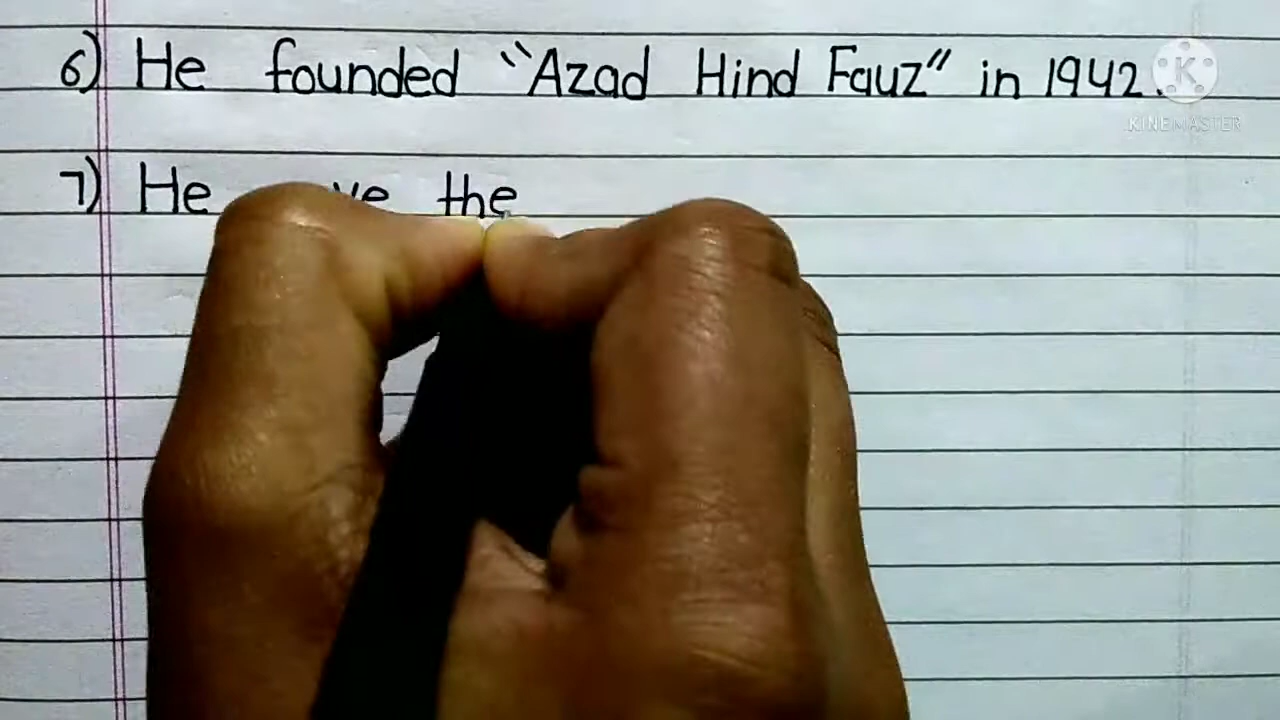 6) He founded "Azad Hind Fauz" in 1942.
K
KINEMASTER
7) He the